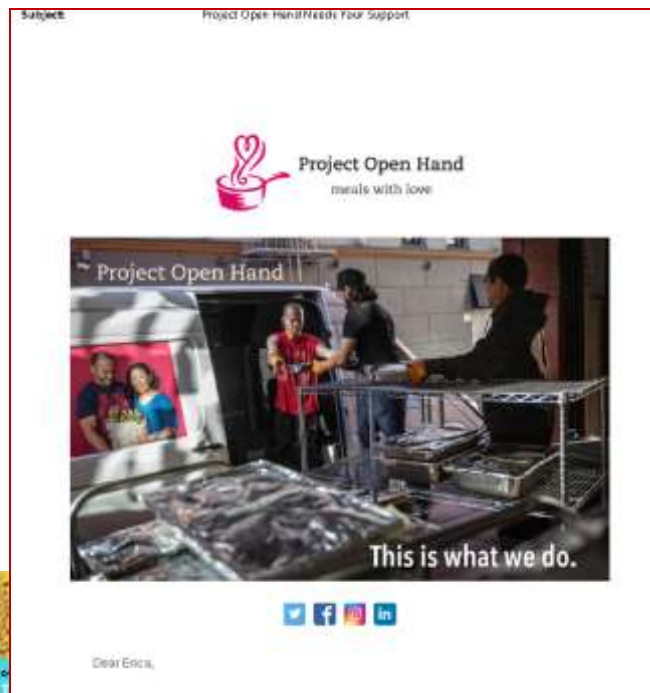 Subject: Project Open Hand Needs Your Support
Project Open Hand
meals with love
Project Open Hand
This is what we do.
in
Dear Erica,